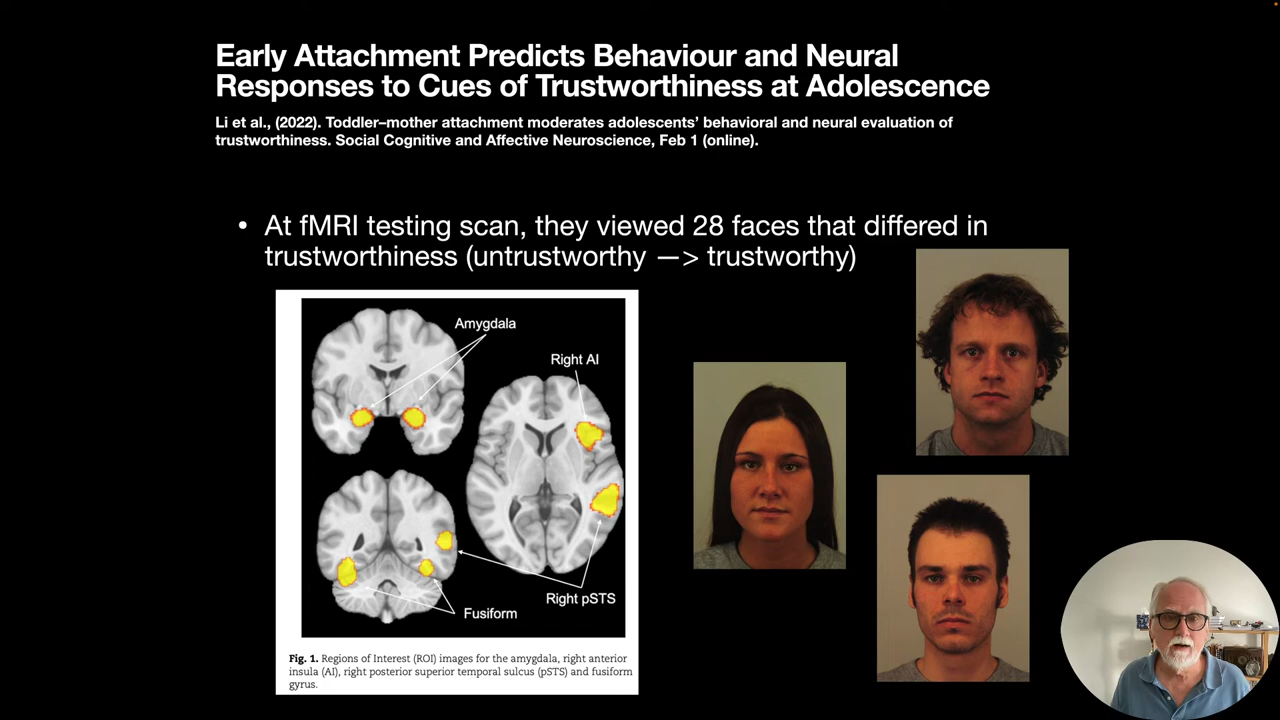 Early Attachment Predicts Behaviour and Neural
Responses to Cues of Trustworthiness at Adolescence
Li et al., (2022). Toddler–mother attachment moderates adolescents’ behavioral and neural evaluation of
trustworthiness. Social Cognitive and Affective Neuroscience, Feb 1 (online).
• At fMRI testing scan, they viewed 28 faces that differed in
trustworthiness (untrustworthy —> trustworthy)
Amygdala
Right AI
Right pSTS
Fusiform
Fig. 1. Regions of Interest (ROI) images for the amygdala, right anterior
insula (AI), right posterior superior temporal sulcus (pSTS) and fusiform
gyrus.